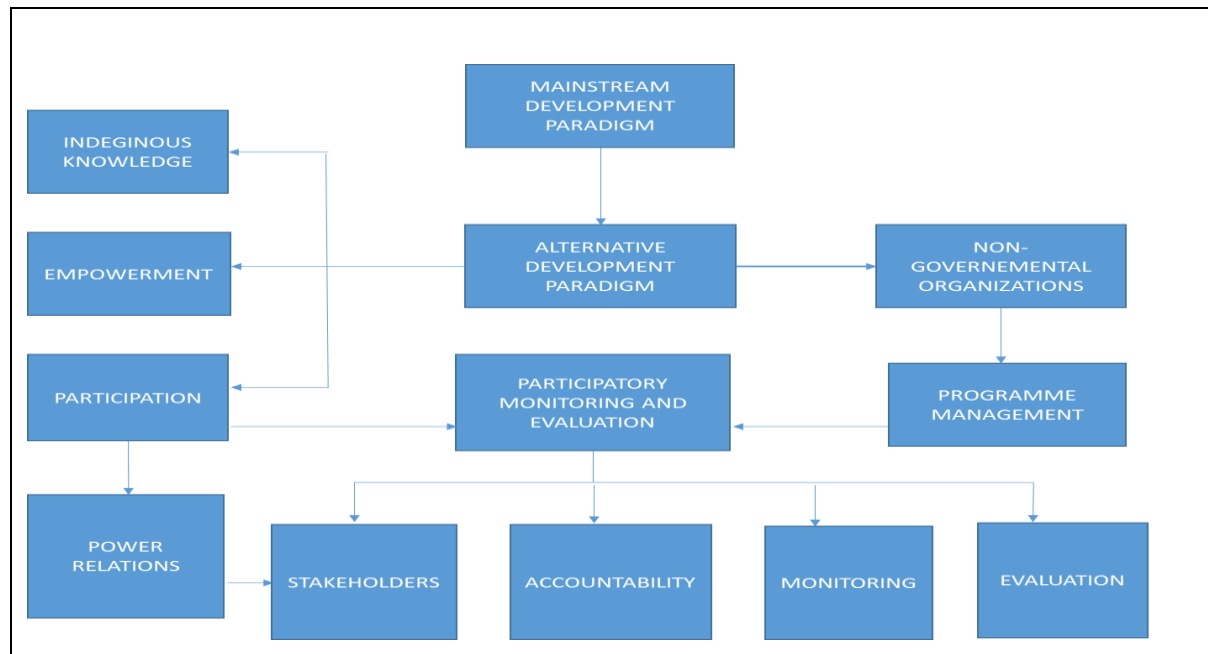 MAINSTREAM
DEVELOPMENT
PARADIGM
INDEGINOUS
KNOWLEDGE
EMPOWERMENT
ALTERNATIVE
DEVELOPMENT
PARADIGM
NON-
GOVERNEMENTAL
ORGANIZATIONS
PARTICIPATION
PARTICIPATORY
MONITORING AND
EVALUATION
PROGRAMME
MANAGEMENT
POWER
RELATIONS
STAKEHOLDERS
ACCOUNTABILITY
MONITORING
EVALUATION